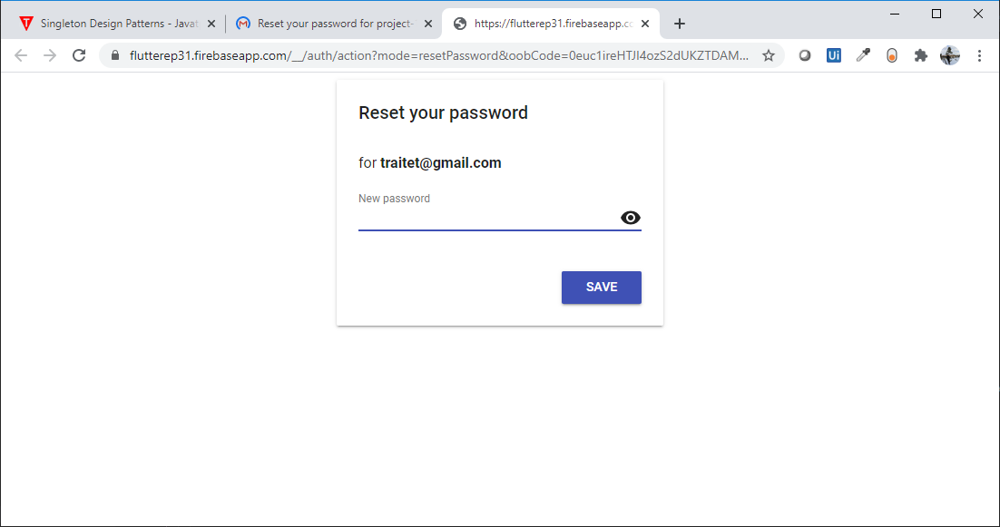 Singleton Design Patterns - Javat
Reset your password for project-
https://flutterep31.firebaseapp.co
flutterep31.firebaseapp.com/__/auth/action?mode=resetPassword&oobCode=0euc1ireHTJl4ozS2dUKZTDAM...
Ui
Reset your password
for traitet@gmail.com
New password
SAVE